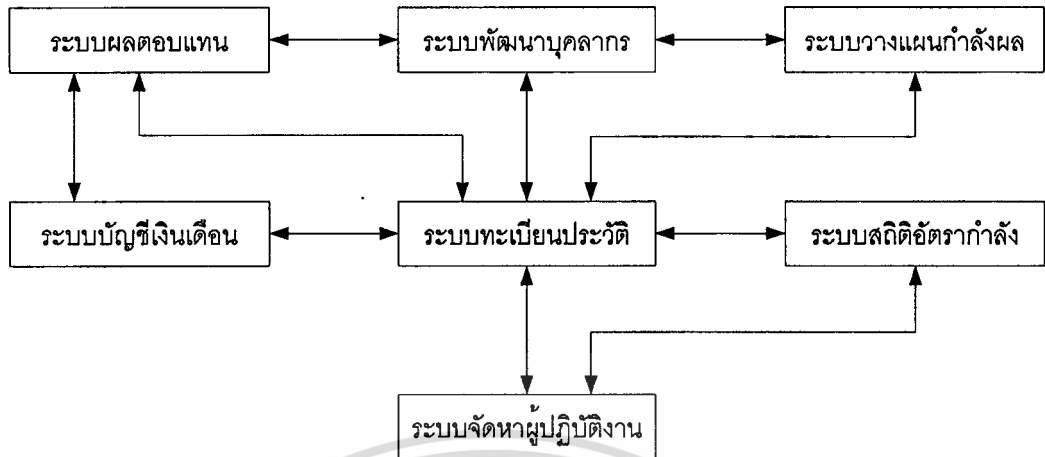 ระบบผลตอบแทน
ระบบพัฒนาบุคลากร
ระบบวางแผนกำลังผล
ระบบบัญชีเงินเดือน
ระบบทะเบียนประวัติ
ระบบสถิติอัตรากำลัง
ระบบจัดหาผู้ปฏิบัติงาน